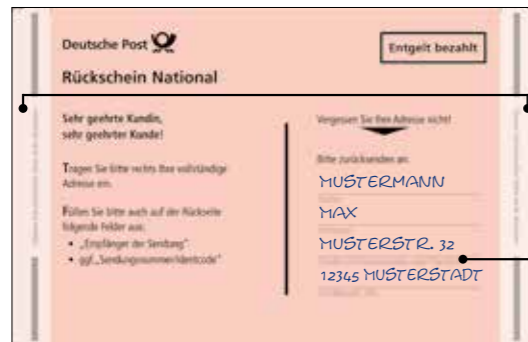 Deutsche Post
Entgelt bezahlt
Rückschein National
Sehr geehrte Kundin,
sehr geehrter Kunde!
Tragen Sie bitte rechts Ihre vollständige
Adresse ein.
Füllen Sie bitte auch auf der Rückseite
folgende Felder aus:
• „Empfänger der Sendung"
• ggf. „Sendungsnummer/Identcode"
Vergessen Sie Ihre Adresse nicht!
Bitte zurücksenden an:
MUSTERMANN
MAX
MUSTERSTR. 32
12345 MUSTERSTADT